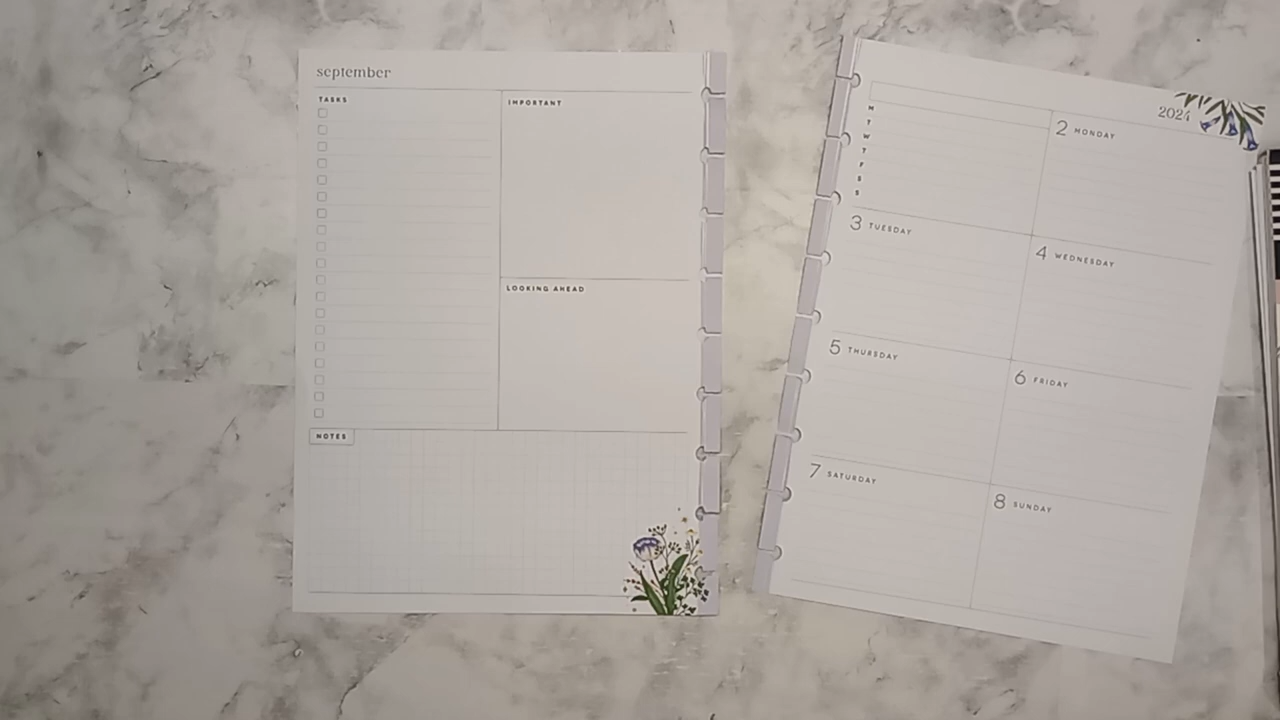 september
TASKS
IMPORTANT
LOOKING AHEAD
NOTES
2024
M
T
W
T
F
S
S
2 MONDAY
3 TUESDAY
4 WEDNESDAY
5 THURSDAY
6 FRIDAY
7 SATURDAY
8 SUNDAY